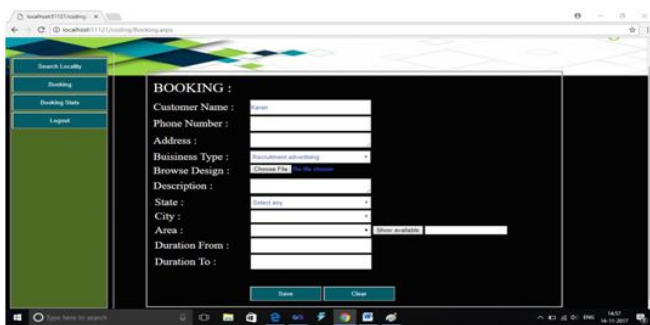 localhost:51127/coding/ ×
localhost:51127/coding/Booking.aspx
Search Locality
Booking
Booking Stats
Logout
BOOKING :
Customer Name : Karan
Phone Number :
Address :
Buisiness Type : Recruitment advertising
Browse Design : Choose File No file chosen
Description :
State : Select any
City :
Area : Show available
Duration From :
Duration To :
Save Clear
Type here to search
ENG 14:57
14-11-2017